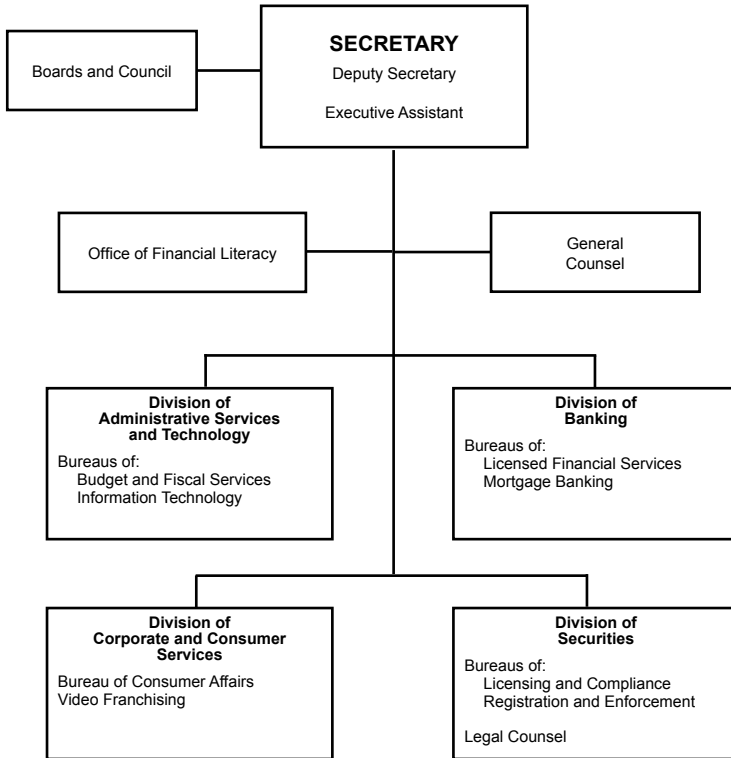 SECRETARY
Deputy Secretary
Executive Assistant
Boards and Council
Office of Financial Literacy
General
Counsel
Division of
Administrative Services
and Technology
Bureaus of:
Budget and Fiscal Services
Information Technology
Division of
Banking
Bureaus of:
Licensed Financial Services
Mortgage Banking
Division of
Corporate and Consumer
Services
Bureau of Consumer Affairs
Video Franchising
Division of
Securities
Bureaus of:
Licensing and Compliance
Registration and Enforcement
Legal Counsel